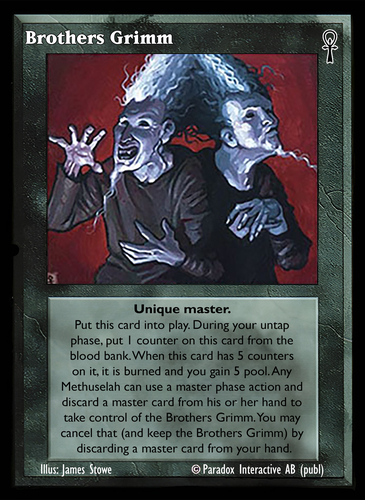 Brothers Grimm
Unique master.
Put this card into play. During your untap
phase, put 1 counter on this card from the
blood bank. When this card has 5 counters
on it, it is burned and you gain 5 pool. Any
Methuselah can use a master phase action and
discard a master card from his or her hand to
take control of the Brothers Grimm. You may
cancel that (and keep the Brothers Grimm) by
discarding a master card from your hand.
Illus: James Stowe
© Paradox Interactive AB (publ)